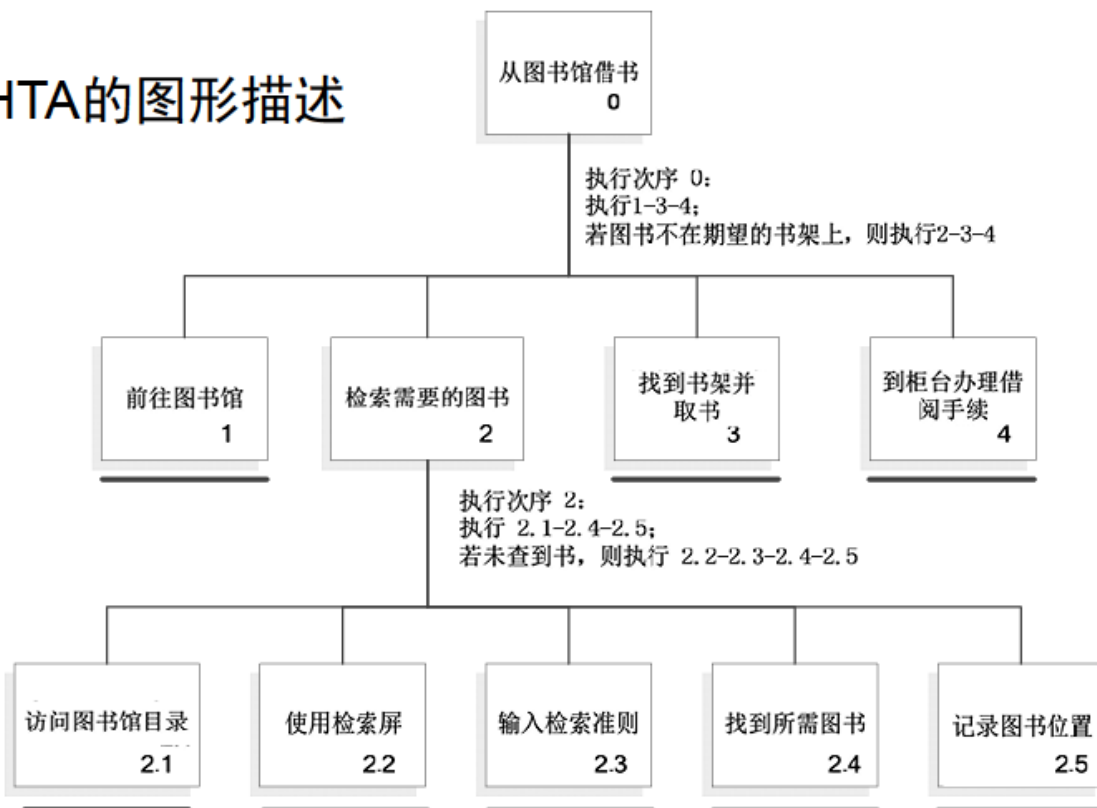 HTA的图形描述
从图书馆借书
0
执行次序 0:
执行1-3-4;
若图书不在期望的书架上，则执行2-3-4
前往图书馆
1
检索需要的图书
2
找到书架并
取书
3
到柜台办理借
阅手续
4
执行次序 2:
执行 2.1-2.4-2.5;
若未查到书，则执行 2.2-2.3-2.4-2.5
访问图书馆目录
2.1
使用检索屏
2.2
输入检索准则
2.3
找到所需图书
2.4
记录图书位置
2.5